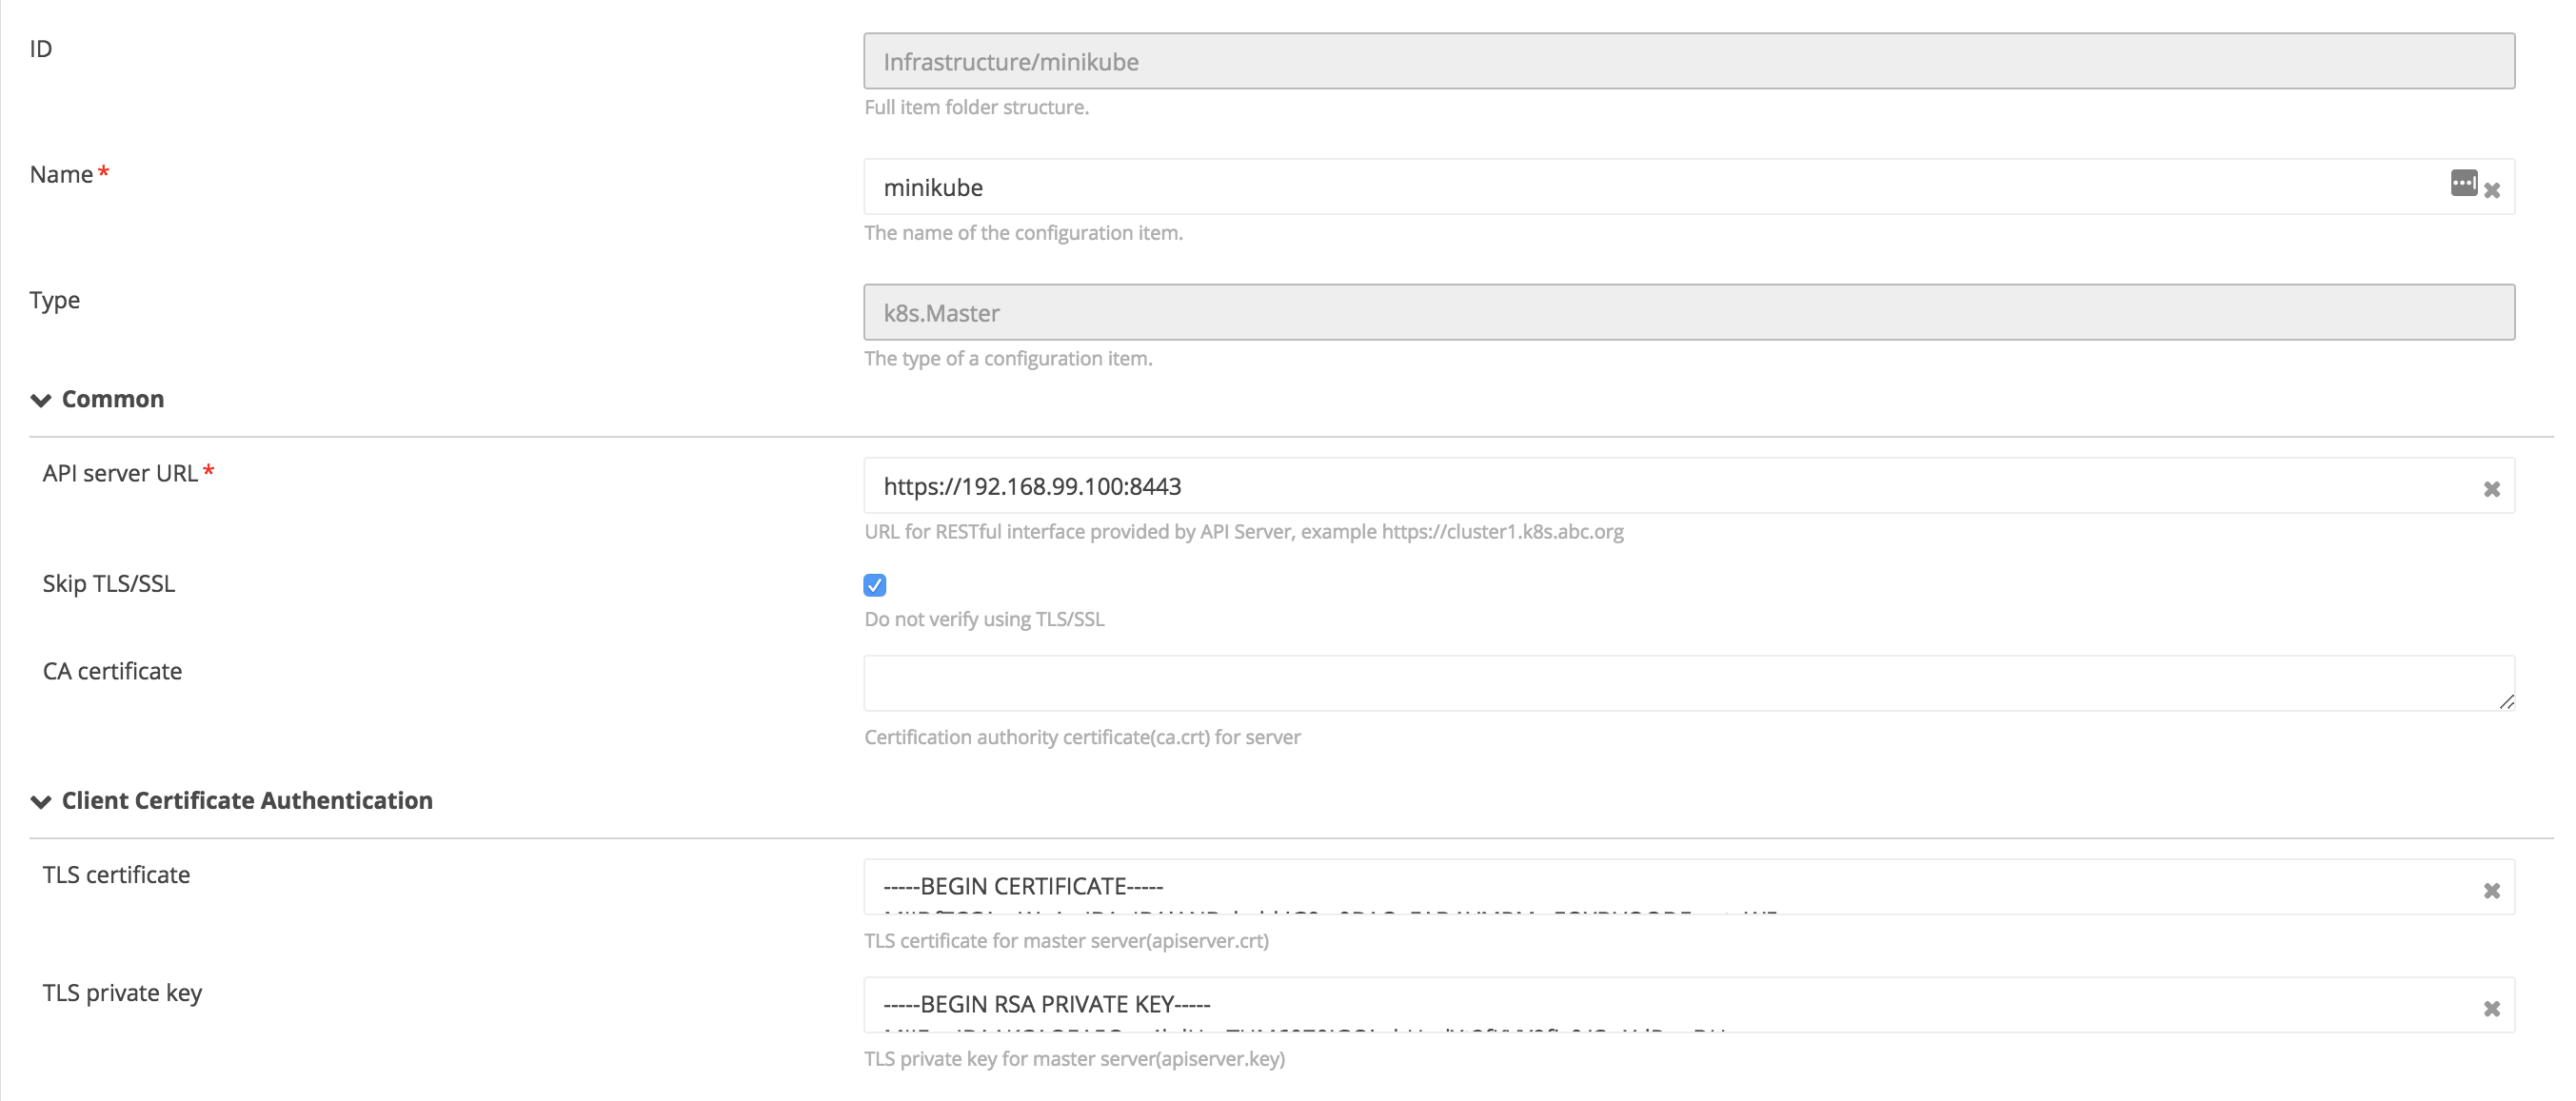 ID
Infrastructure/minikube
Full item folder structure.
Name *
minikube
The name of the configuration item.
Type
k8s.Master
The type of a configuration item.
Common
API server URL *
https://192.168.99.100:8443
URL for RESTful interface provided by API Server, example https://cluster1.k8s.abc.org
Skip TLS/SSL
Do not verify using TLS/SSL
CA certificate
Certification authority certificate(ca.crt) for server
Client Certificate Authentication
TLS certificate
-----BEGIN CERTIFICATE-----
TLS certificate for master server(apiserver.crt)
TLS private key
-----BEGIN RSA PRIVATE KEY-----
TLS private key for master server(apiserver.key)